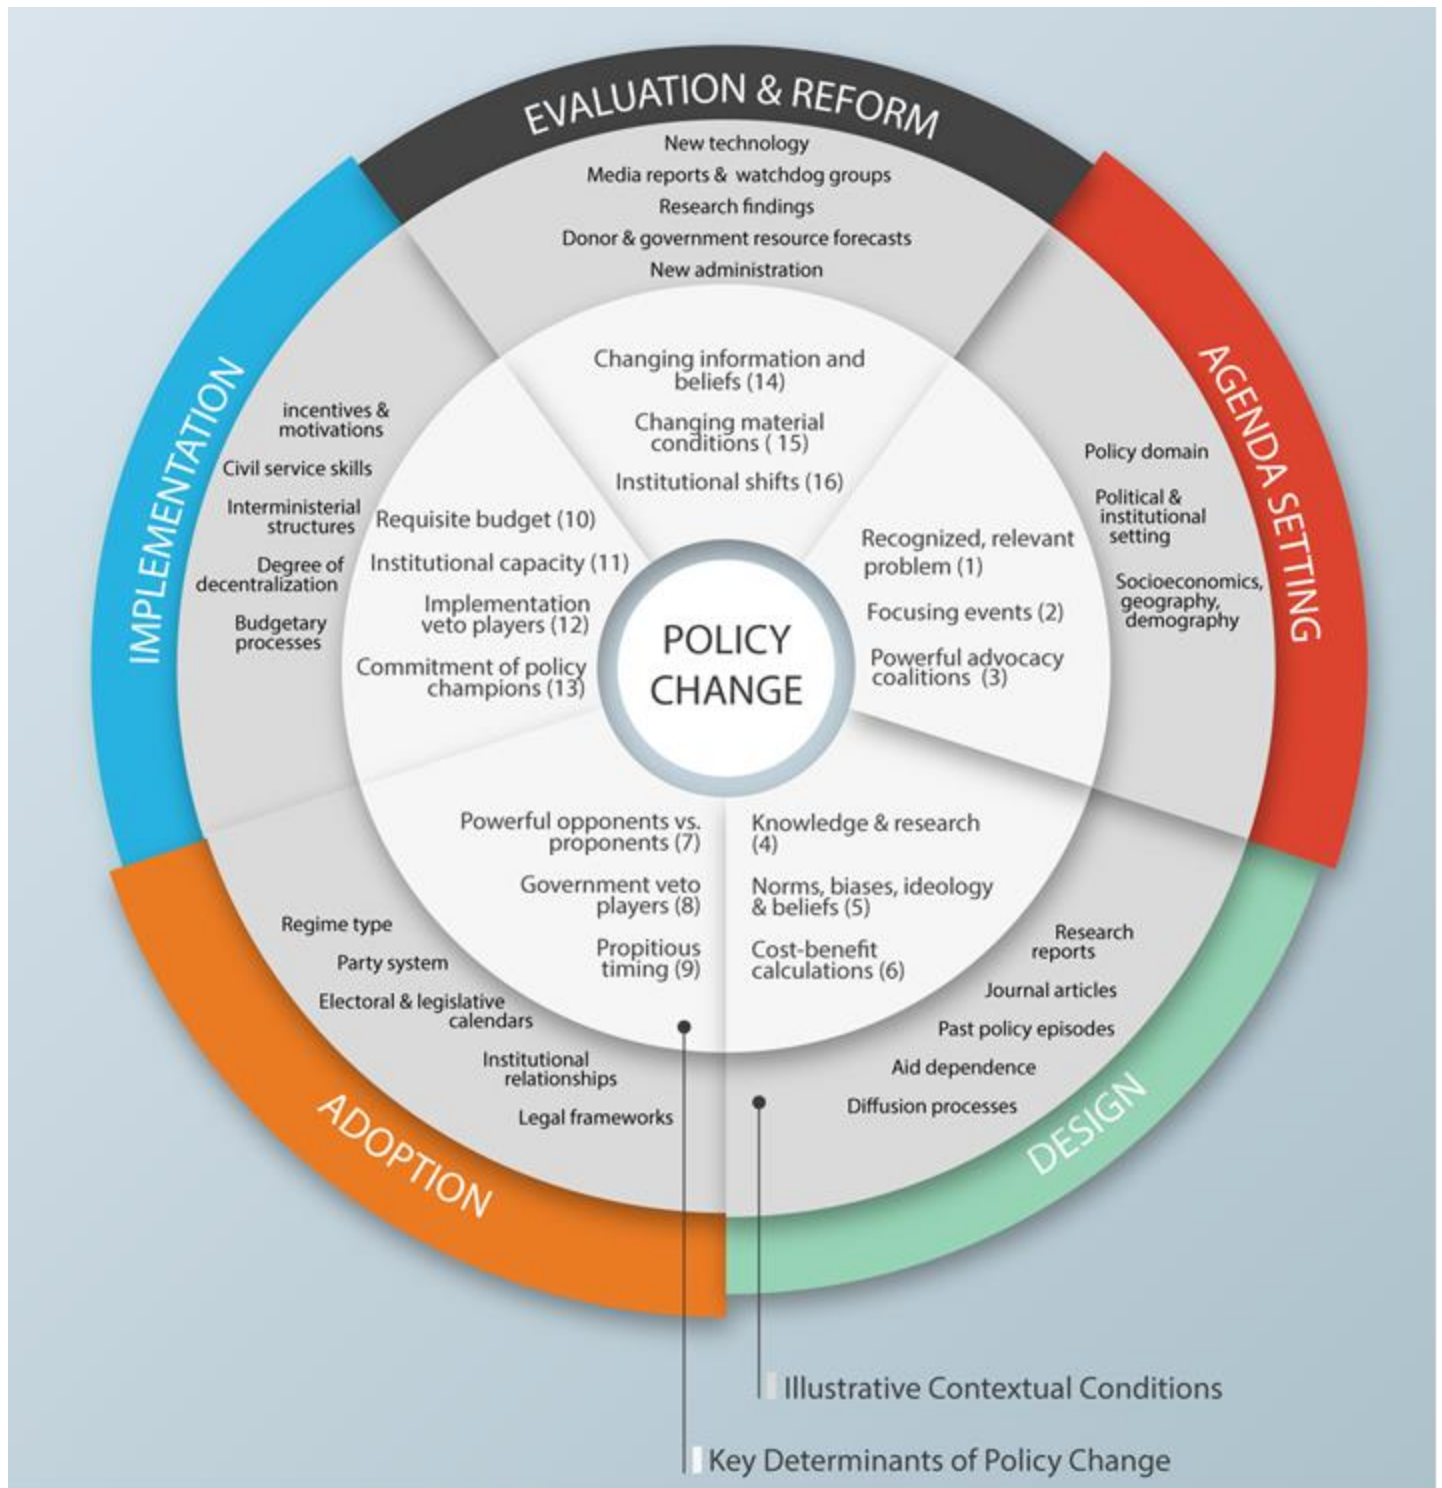 EVALUATION & REFORM
New technology
Media reports & watchdog groups
Research findings
Donor & government resource forecasts
New administration
Changing information and
beliefs (14)
Changing material
conditions ( 15)
Institutional shifts (16)
AGENDA SETTING
Policy domain
Political &
institutional
setting
Socioeconomics,
geography,
demography
Recognized, relevant
problem (1)
Focusing events (2)
Powerful advocacy
coalitions (3)
DESIGN
Research
reports
Journal articles
Past policy episodes
Aid dependence
Diffusion processes
Knowledge & research
(4)
Norms, biases, ideology
& beliefs (5)
Cost-benefit
calculations (6)
ADOPTION
Regime type
Party system
Electoral & legislative
calendars
Institutional
relationships
Legal frameworks
Powerful opponents vs.
proponents (7)
Government veto
players (8)
Propitious
timing (9)
IMPLEMENTATION
incentives &
motivations
Civil service skills
Interministerial
structures
Degree of
decentralization
Budgetary
processes
Requisite budget (10)
Institutional capacity (11)
Implementation
veto players (12)
Commitment of policy
champions (13)
POLICY
CHANGE
Illustrative Contextual Conditions
Key Determinants of Policy Change